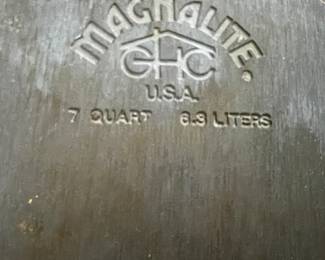 MAGNALITE®
GHC
U.S.A.
7 QUART 6.3 LITERS